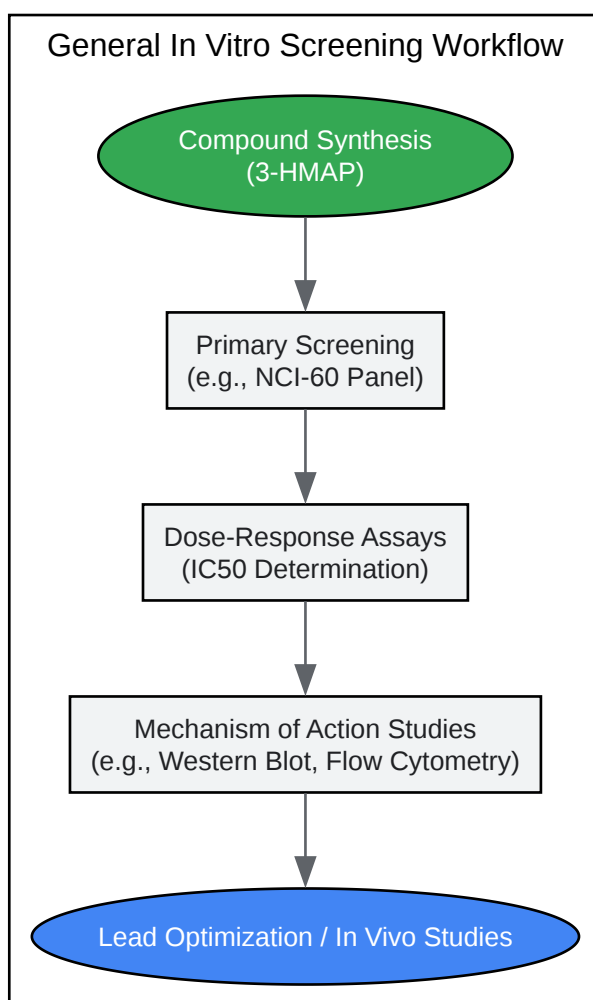 General In Vitro Screening Workflow
Compound Synthesis
(3-HMAP)
Primary Screening
(e.g., NCI-60 Panel)
Dose-Response Assays
(IC50 Determination)
Mechanism of Action Studies
(e.g., Western Blot, Flow Cytometry)
Lead Optimization / In Vivo Studies